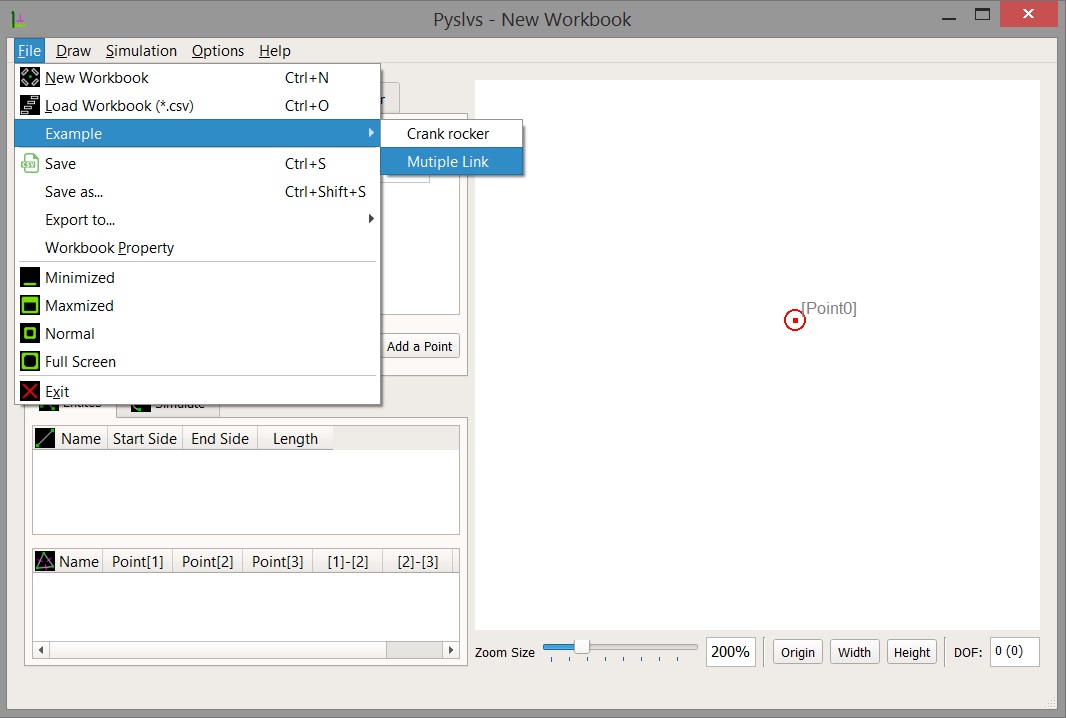 Pyslvs - New Workbook
File Draw Simulation Options Help
New Workbook Ctrl+N
Load Workbook (*.csv) Ctrl+O
Example
Crank rocker
Mutiple Link
Save Ctrl+S
Save as... Ctrl+Shift+S
Export to...
Workbook Property
Minimized
Maxmized
Normal
Full Screen
Exit
[Point0]
Add a Point
Name Start Side End Side Length
Name Point[1] Point[2] Point[3] [1]-[2] [2]-[3]
Zoom Size 200% Origin Width Height DOF: 0 (0)